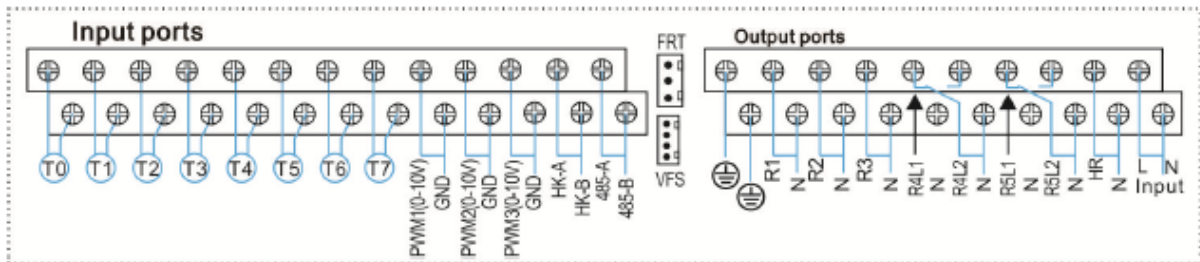 Input ports
FRT
Output ports
T0 T1 T2 T3 T4 T5 T6 T7
PWM1(0-10V)
GND
PWM2(0-10V)
GND
PWM3(0-10V)
GND
HK-A
HK-B
485-A
485-B
VFS
R1
N
R2
N
R3
N
R4L1
N
R4L2
N
R5L1
N
R5L2
N
HR
N
L N
Input